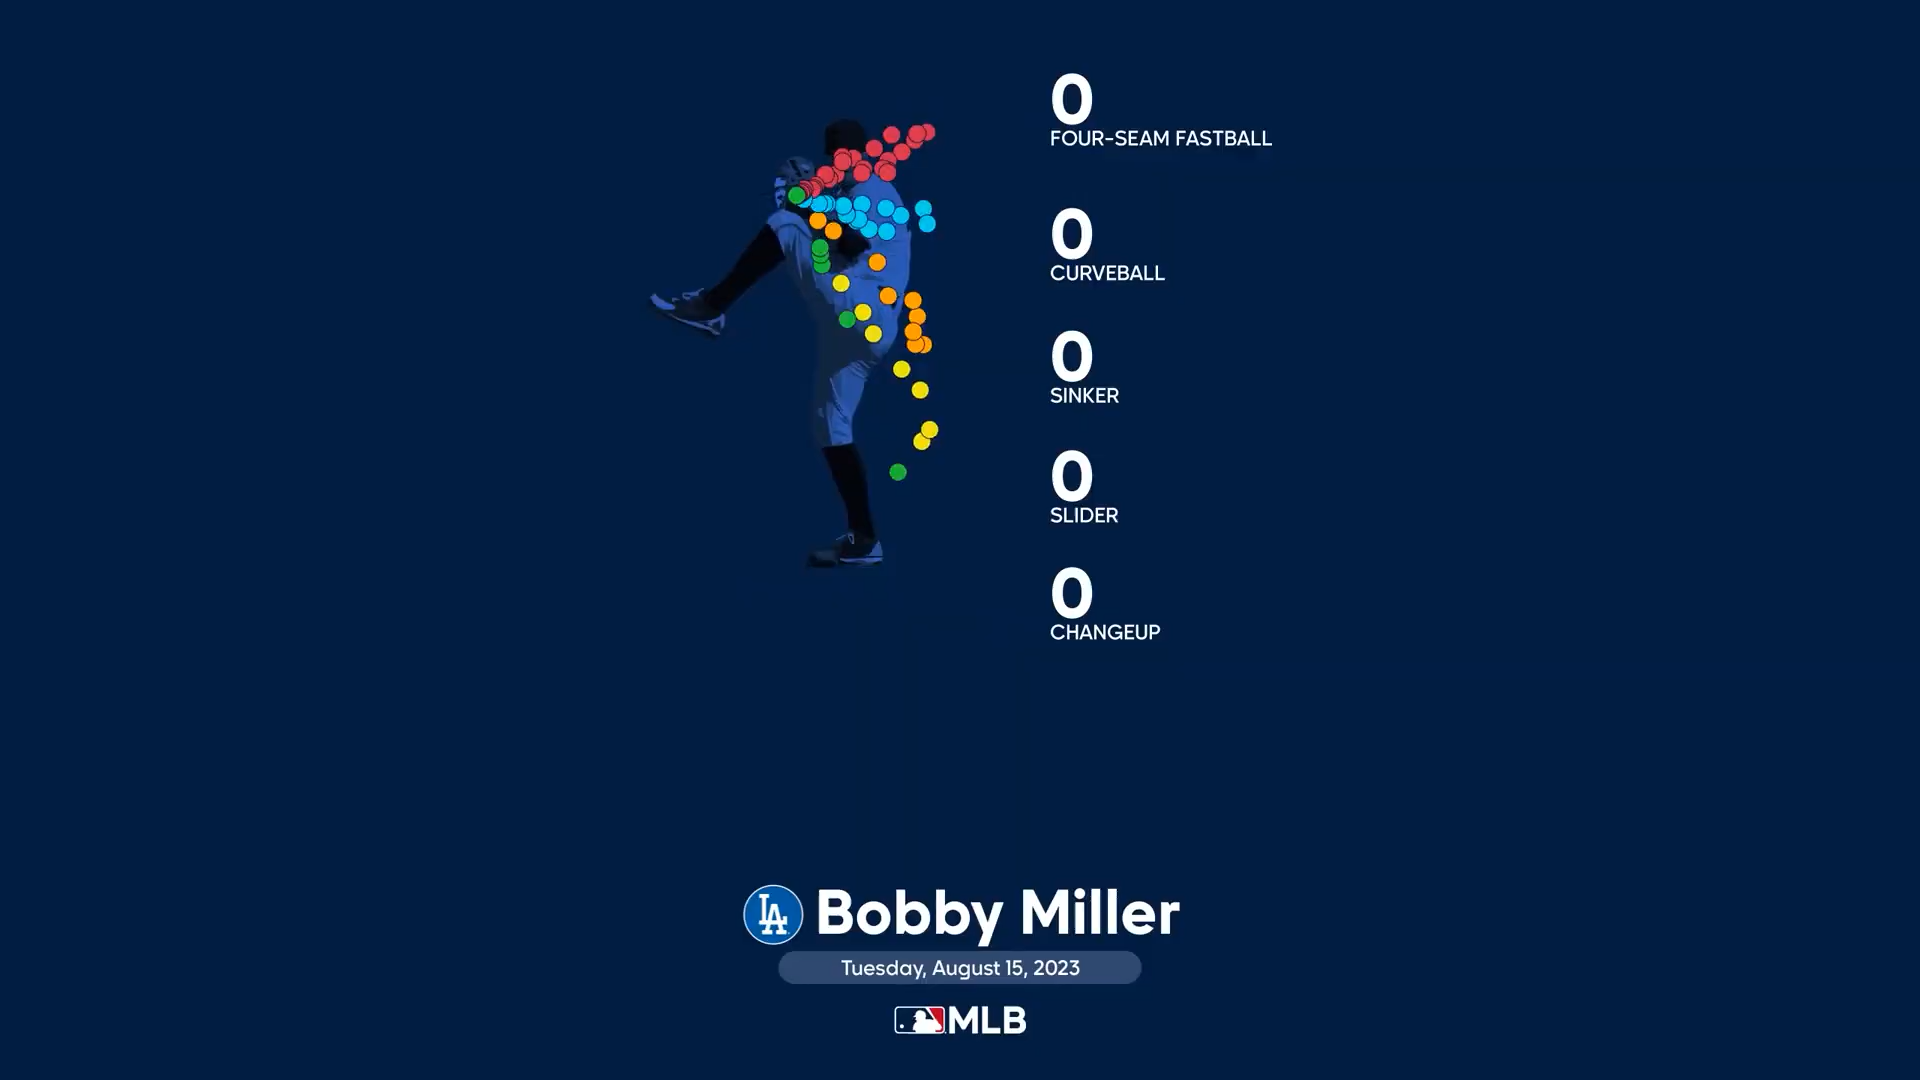 0
FOUR-SEAM FASTBALL
0
CURVEBALL
0
SINKER
0
SLIDER
0
CHANGEUP
LA Bobby Miller
Tuesday, August 15, 2023
MLB